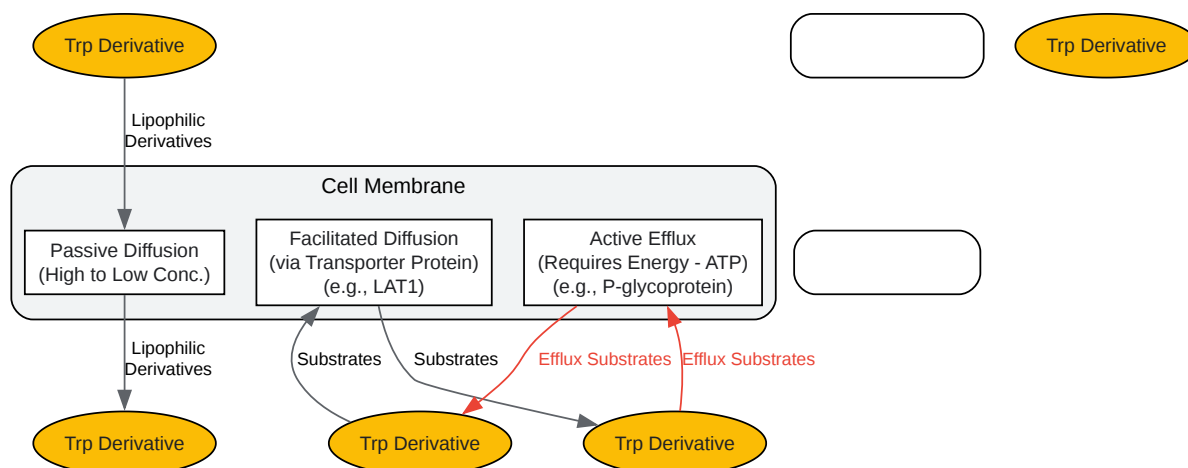 Trp Derivative
Trp Derivative
Lipophilic
Derivatives
Cell Membrane
Passive Diffusion
(High to Low Conc.)
Facilitated Diffusion
(via Transporter Protein)
(e.g., LAT1)
Active Efflux
(Requires Energy - ATP)
(e.g., P-glycoprotein)
Lipophilic
Derivatives
Substrates
Substrates
Efflux Substrates
Efflux Substrates
Trp Derivative
Trp Derivative
Trp Derivative